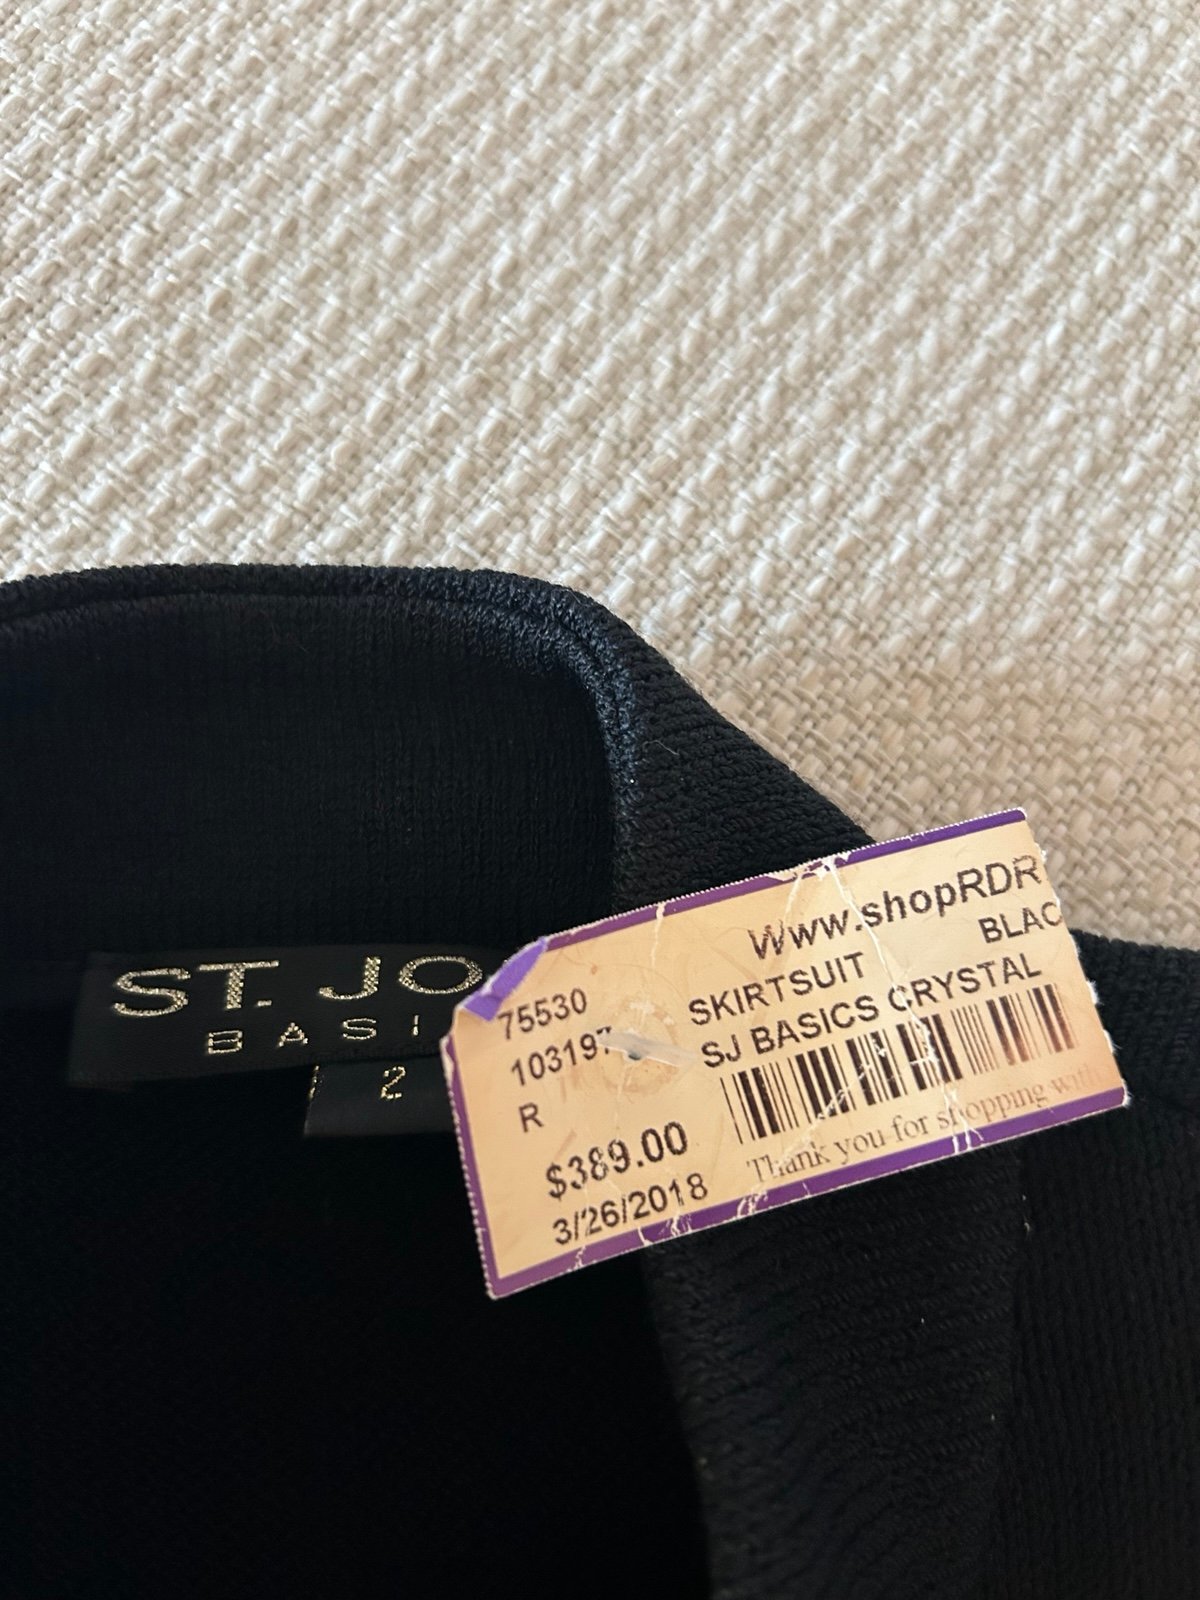 ST. JO
BASI
2
Www.shopRDR
BLAC
75530
SKIRTSUIT
103197
SJ BASICS CRYSTAL
R
$389.00
Thank you for shopping with
3/26/2018